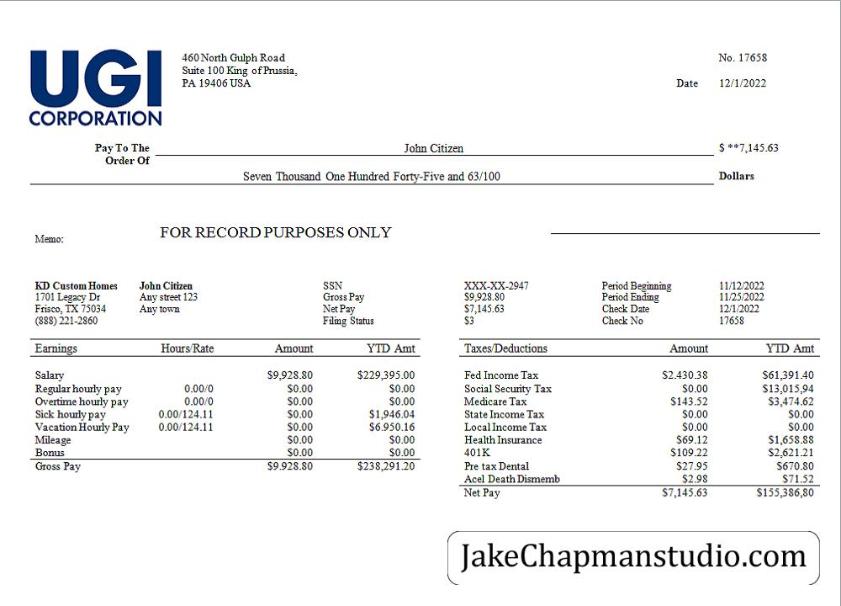 UGI
CORPORATION
460 North Gulph Road
Suite 100 King of Prussia,
PA 19406 USA
No. 17658
Date 12/1/2022
Pay To The
Order Of
John Citizen
$ **7,145.63
Seven Thousand One Hundred Forty-Five and 63/100
Dollars
Memo:
FOR RECORD PURPOSES ONLY
KD Custom Homes
1701 Legacy Dr
Frisco, TX 75034
(888) 221-2860
John Citizen
Any street 123
Any town
SSN XXX-XX-2947
Gross Pay $9,928.80
Net Pay $7,145.63
Filing Status $3
Period Beginning 11/12/2022
Period Ending 11/25/2022
Check Date 12/1/2022
Check No 17658
Earnings Hours/Rate Amount YTD Amt
Salary $9,928.80 $229,395.00
Regular hourly pay 0.00/0 $0.00 $0.00
Overtime hourly pay 0.00/0 $0.00 $0.00
Sick hourly pay 0.00/124.11 $0.00 $1,946.04
Vacation Hourly Pay 0.00/124.11 $0.00 $6.950.16
Mileage $0.00 $0.00
Bonus $0.00 $0.00
Gross Pay $9.928.80 $238,291.20
Taxes/Deductions Amount YTD Amt
Fed Income Tax $2.430.38 $61,391.40
Social Security Tax $0.00 $13,015,94
Medicare Tax $143.52 $3,474.62
State Income Tax $0.00 $0.00
Local Income Tax $0.00 $0.00
Health Insurance $69.12 $1,658.88
401K $109.22 $2,621.21
Pre tax Dental $27.95 $670.80
Acel Death Dismemb $2.98 $71.52
Net Pay $7,145.63 $155,386,80
JakeChapmanstudio.com